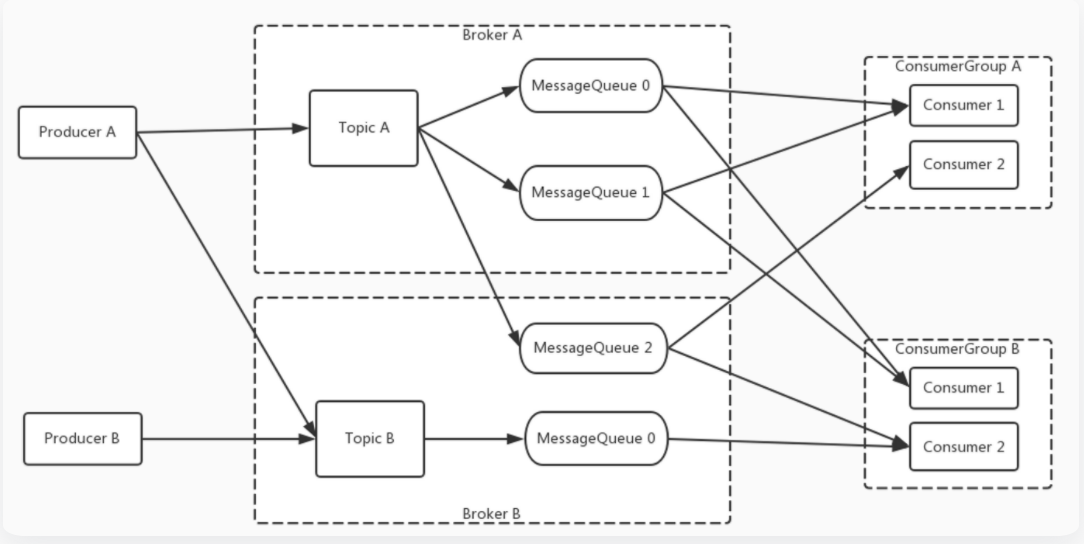 Broker A
MessageQueue 0
ConsumerGroup A
Consumer 1
Producer A
Topic A
Consumer 2
MessageQueue 1
MessageQueue 2
ConsumerGroup B
Consumer 1
Producer B
Topic B
MessageQueue 0
Consumer 2
Broker B